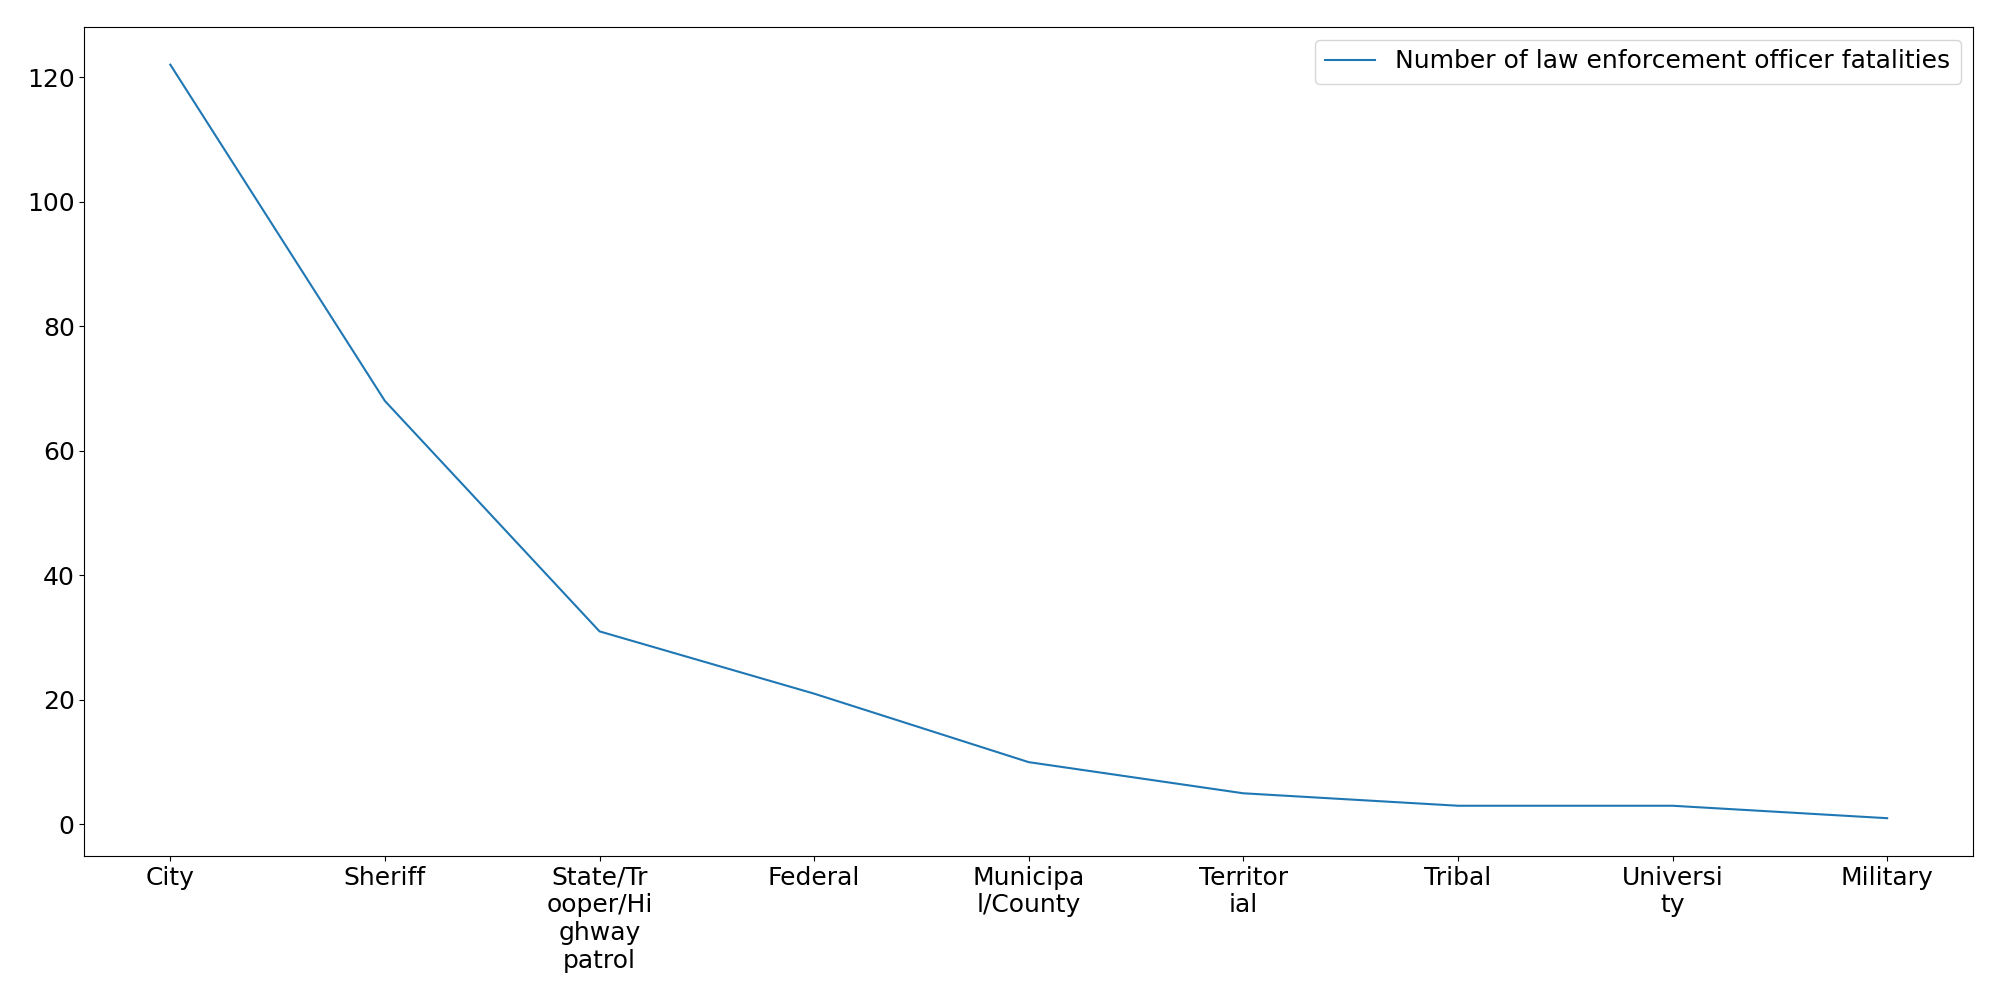 Number of law enforcement officer fatalities
120
100
80
60
40
20
0
City
Sheriff
State/Tr
ooper/Hi
ghway
patrol
Federal
Municipa
l/County
Territor
ial
Tribal
Universi
ty
Military